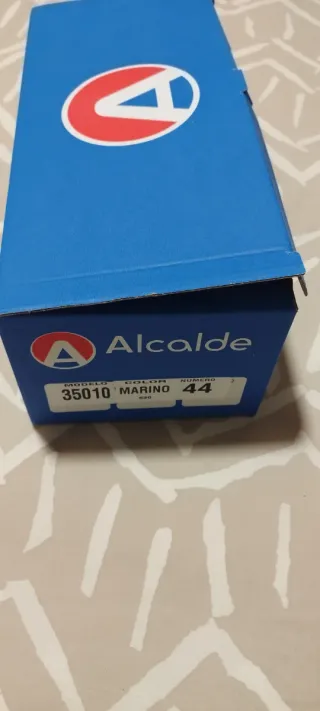 A
A Alcalde
MODELO COLOR NUMERO
35010 MARINO 44